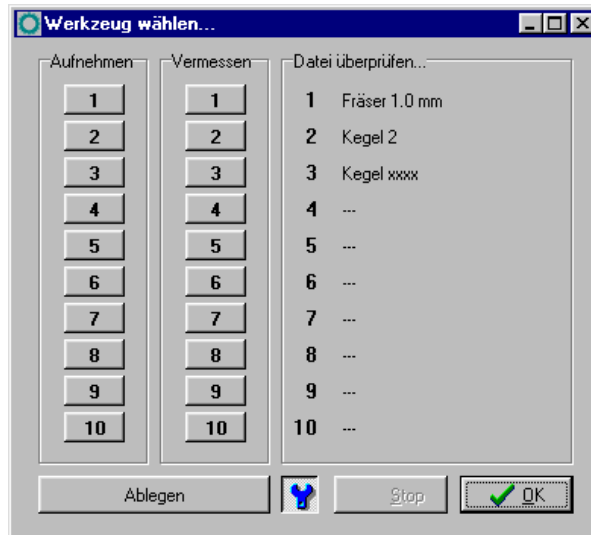 Werkzeug wählen...
Aufnehmen Vermessen Datei überprüfen...
1 1 1 Fräser 1.0 mm
2 2 2 Kegel 2
3 3 3 Kegel xxxx
4 4 4 ---
5 5 5 ---
6 6 6 ---
7 7 7 ---
8 8 8 ---
9 9 9 ---
10 10 10 ---
Ablegen Stop OK